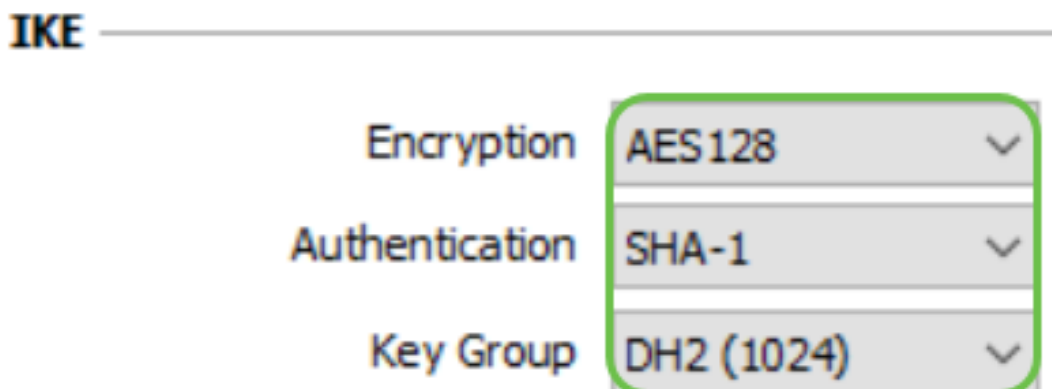 IKE
Encryption AES128
Authentication SHA-1
Key Group DH2 (1024)